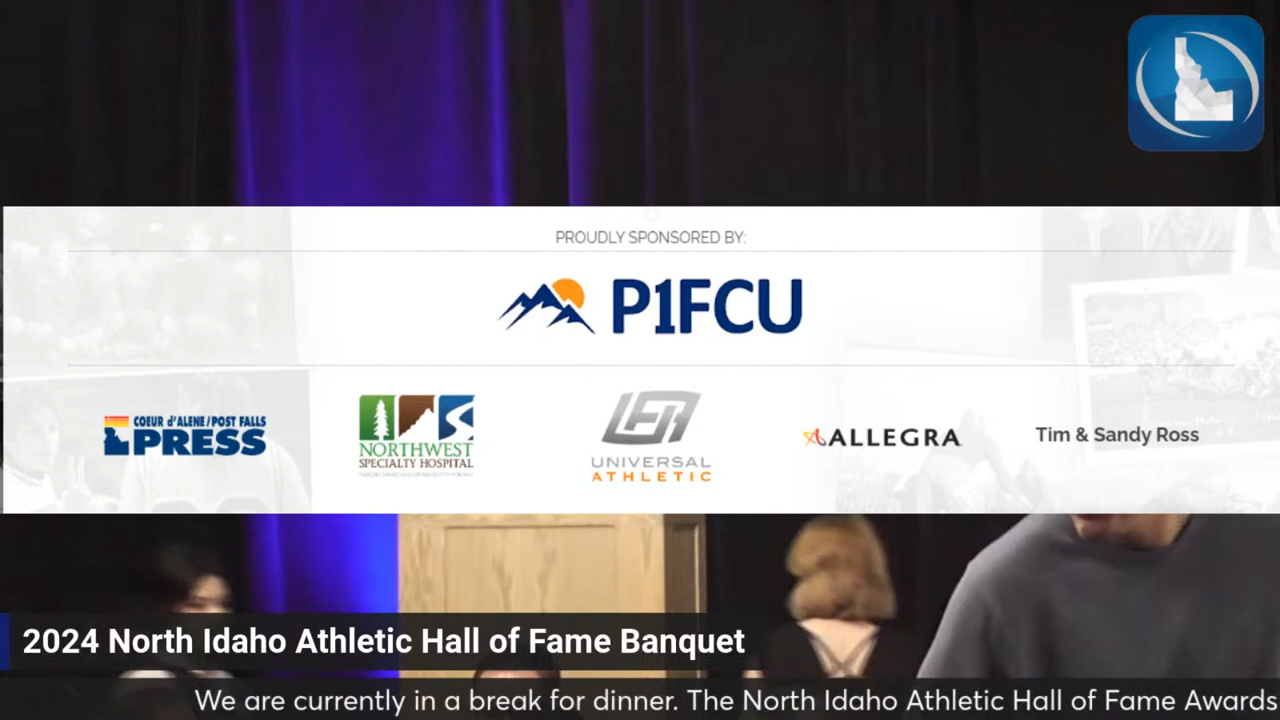 PROUDLY SPONSORED BY:
P1FCU
COEUR d'ALENE/POST FALLS
PRESS
NORTHWEST
SPECIALTY HOSPITAL
UNIVERSAL
ATHLETIC
ALLEGRA
Tim & Sandy Ross
2024 North Idaho Athletic Hall of Fame Banquet
We are currently in a break for dinner. The North Idaho Athletic Hall of Fame Awards